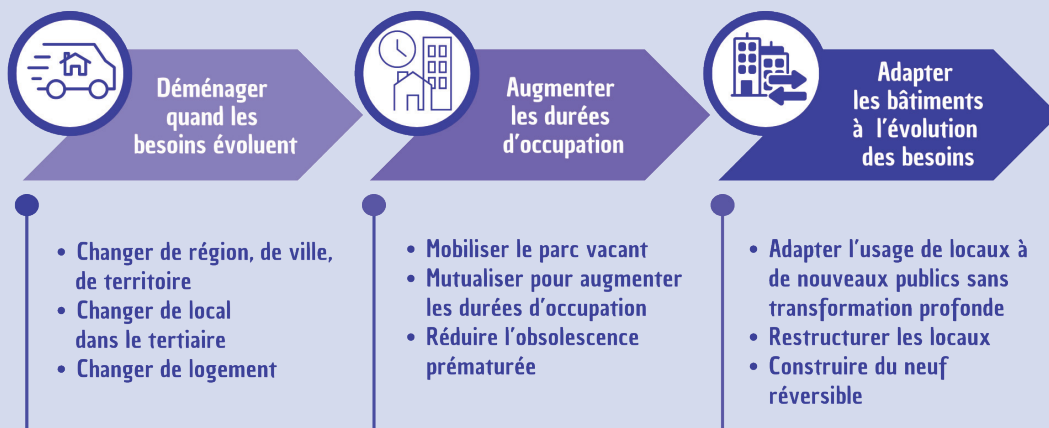 Déménager
quand les
besoins évoluent
• Changer de région, de ville,
de territoire
• Changer de local
dans le tertiaire
• Changer de logement
Augmenter
les durées
d'occupation
• Mobiliser le parc vacant
• Mutualiser pour augmenter
les durées d'occupation
• Réduire l'obsolescence
prématurée
Adapter
les bâtiments
à l'évolution
des besoins
• Adapter l'usage de locaux à
de nouveaux publics sans
transformation profonde
• Restructurer les locaux
• Construire du neuf
réversible